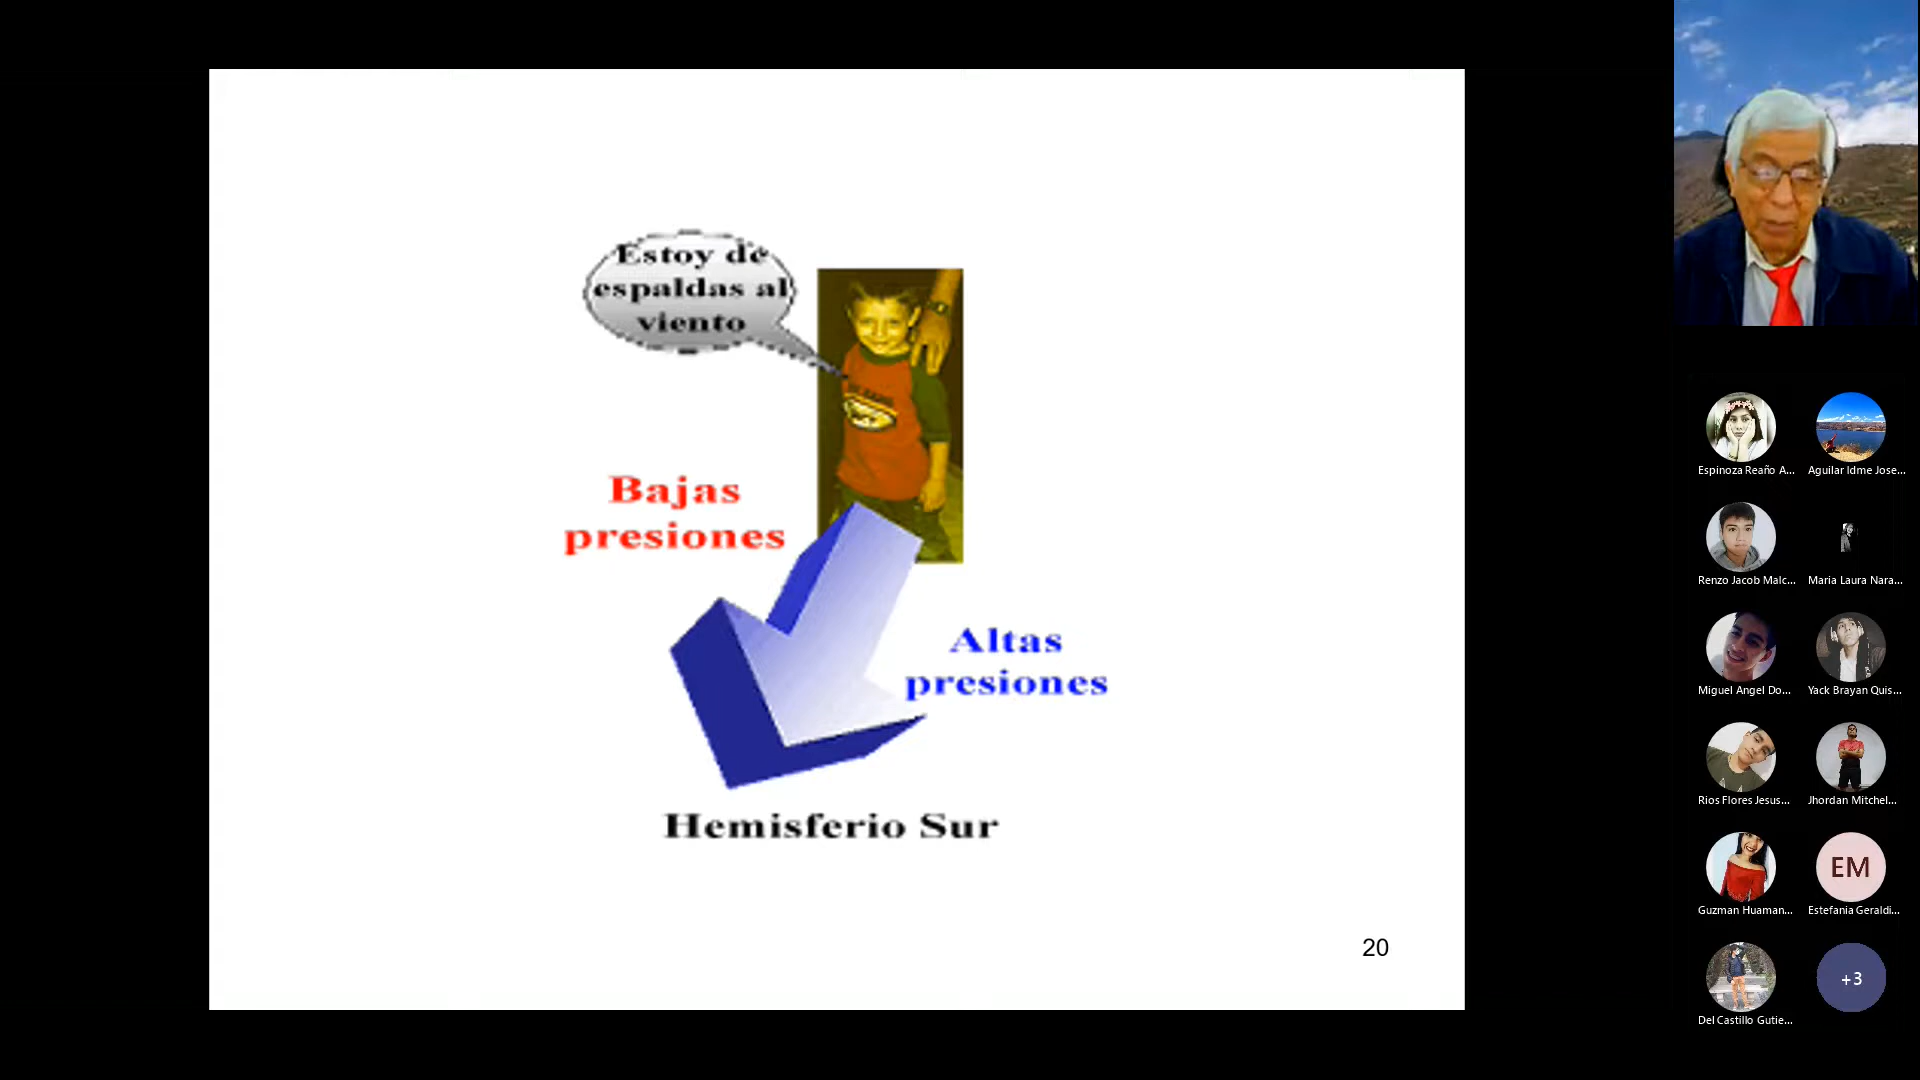 Estoy de
espaldas al
viento
Bajas
presiones
Altas
presiones
Hemisferio Sur
20
Espinoza Reaño A...
Aguilar Idme Jose...
Renzo Jacob Malc...
Maria Laura Nara...
Miguel Angel Do...
Yack Brayan Quis...
Rios Flores Jesus...
Jhordan Mitchel...
Guzman Huaman...
EM
Estefania Geraldi...
Del Castillo Gutie...
+3